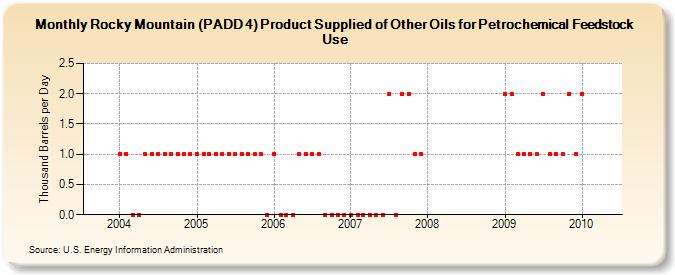 Monthly Rocky Mountain (PADD 4) Product Supplied of Other Oils for Petrochemical Feedstock
Use
Thousand Barrels per Day
2.5
2.0
1.5
1.0
0.5
0.0
2004 2005 2006 2007 2008 2009 2010
Source: U.S. Energy Information Administration